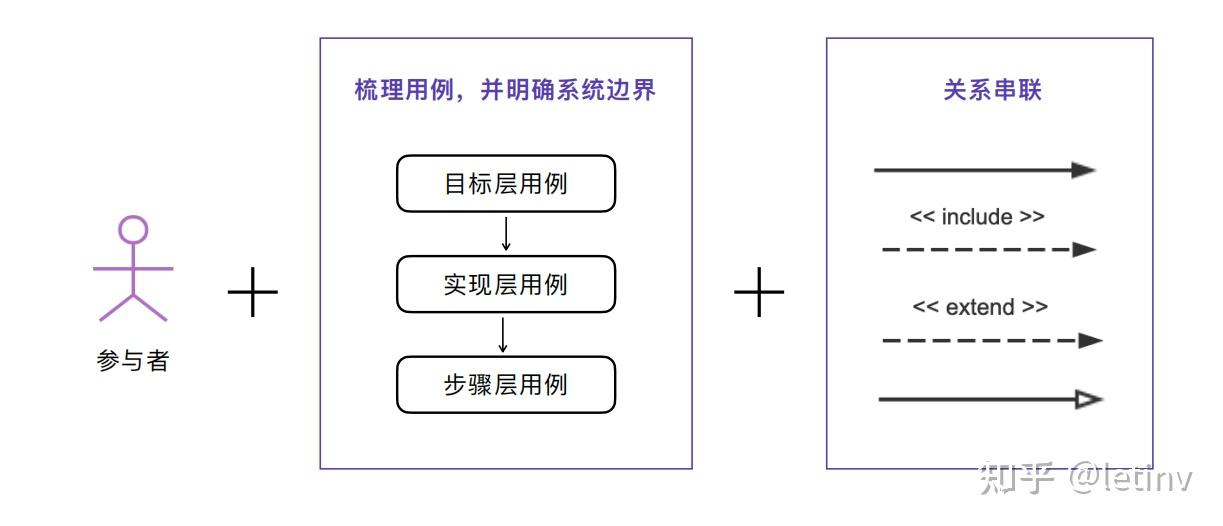 参与者
梳理用例，并明确系统边界
目标层用例
实现层用例
步骤层用例
关系串联
<< include >>
<< extend >>
知乎 @letinv